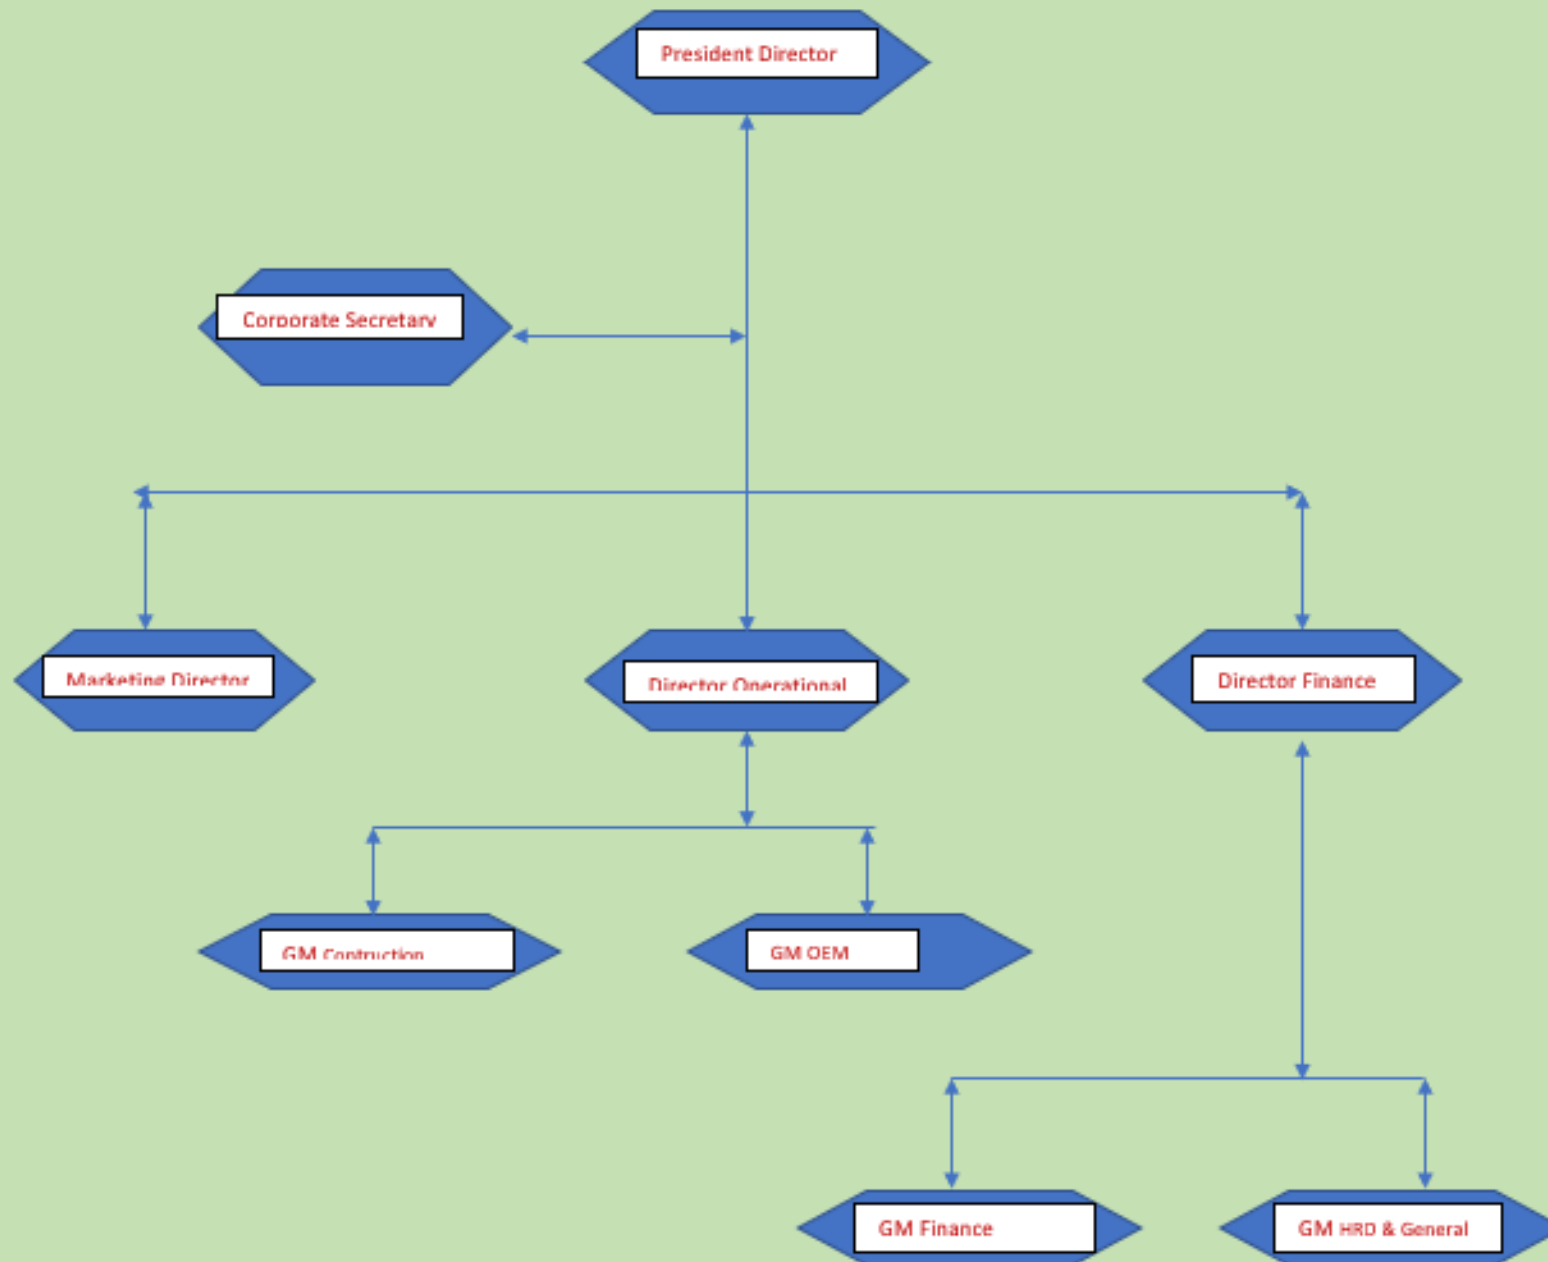 President Director
Corporate Secretary
Marketing Director
Director Operational
Director Finance
GM Contruction
GM OEM
GM Finance
GM HRD & General